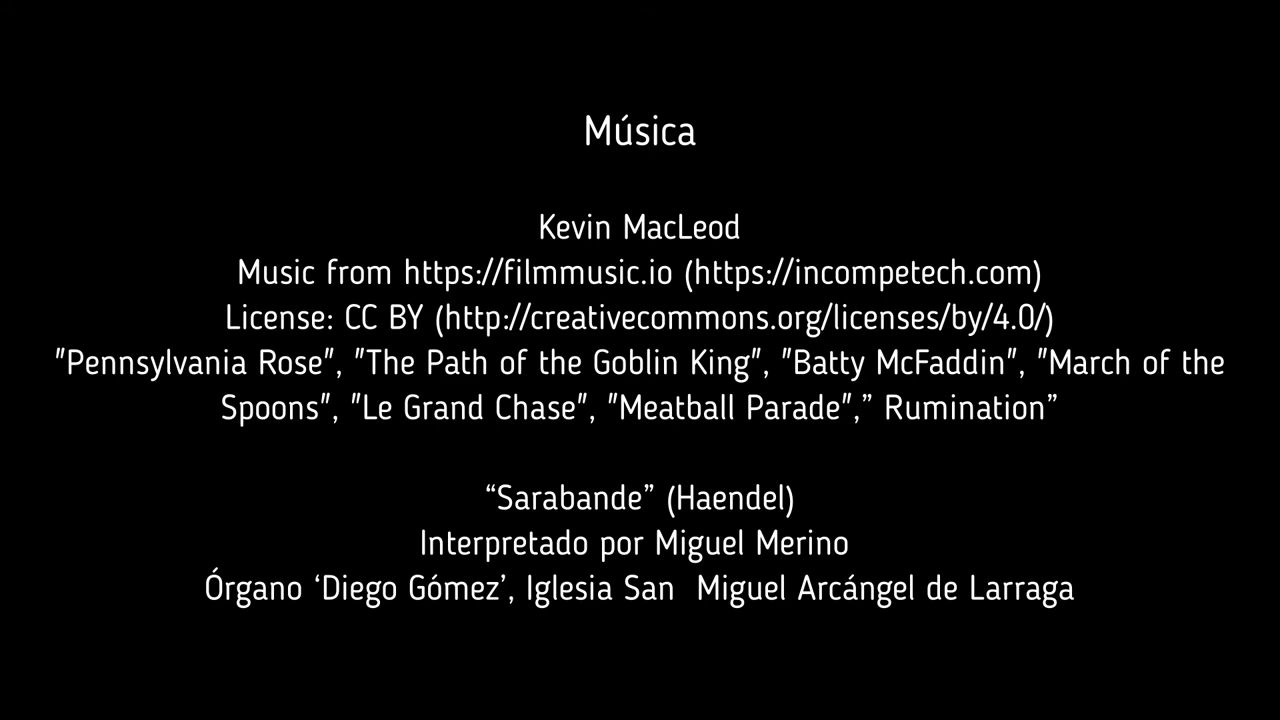 Música
Kevin MacLeod
Music from https://filmmusic.io (https://incompetech.com)
License: CC BY (http://creativecommons.org/licenses/by/4.0/)
"Pennsylvania Rose", "The Path of the Goblin King", "Batty McFaddin", "March of the
Spoons", "Le Grand Chase", "Meatball Parade",” Rumination”
“Sarabande” (Haendel)
Interpretado por Miguel Merino
Órgano ‘Diego Gómez’, Iglesia San  Miguel Arcángel de Larraga